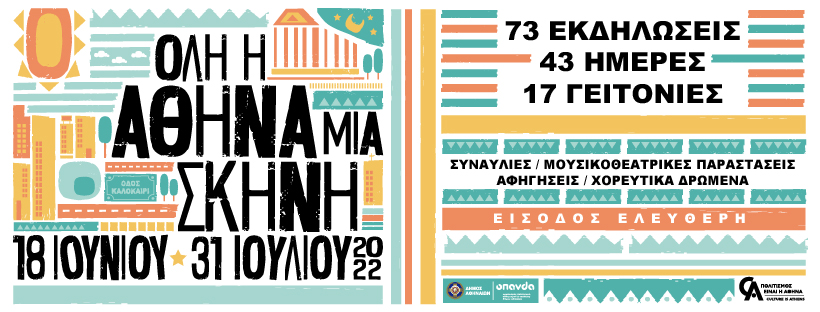 ΟΛΗ Η
ΑΘΗΝΑ ΜΙΑ
ΣΚΗΝΗ
ΟΔΟΣ
ΚΑΛΟΚΑΙΡΙ
18 ΙΟΥΝΙΟΥ 31 ΙΟΥΛΙΟΥ 2022
73 ΕΚΔΗΛΩΣΕΙΣ
43 ΗΜΕΡΕΣ
17 ΓΕΙΤΟΝΙΕΣ
ΣΥΝΑΥΛΙΕΣ / ΜΟΥΣΙΚΟΘΕΑΤΡΙΚΕΣ ΠΑΡΑΣΤΑΣΕΙΣ
ΑΦΗΓΗΣΕΙΣ / ΧΟΡΕΥΤΙΚΑ ΔΡΩΜΕΝΑ
ΕΙΣΟΔΟΣ ΕΛΕΥΘΕΡΗ
ΔΗΜΟΣ
ΑΘΗΝΑΙΩΝ
οπανδα
CA
ΠΟΛΙΤΙΣΜΟΣ
ΕΙΝΑΙ Η ΑΘΗΝΑ
CULTURE IS ATHENS